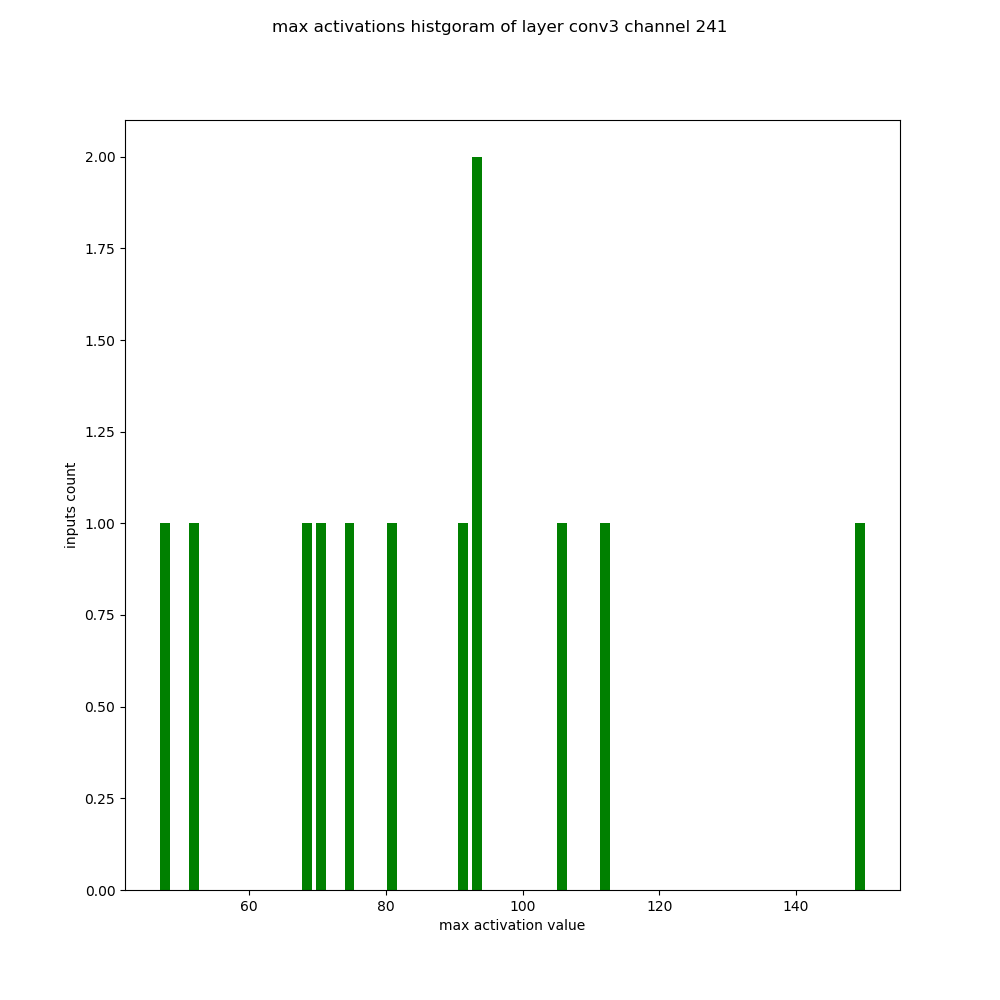 max activations histgoram of layer conv3 channel 241
2.00
1.75
1.50
1.25
1.00
0.75
0.50
0.25
0.00
inputs count
60 80 100 120 140
max activation value